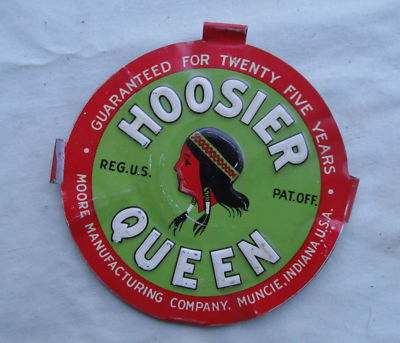 • GUARANTEED FOR TWENTY FIVE YEARS •
HOOSIER
REG. U.S.
PAT. OFF.
QUEEN
MOORE MANUFACTURING COMPANY. MUNCIE, INDIANA, U.S.A.